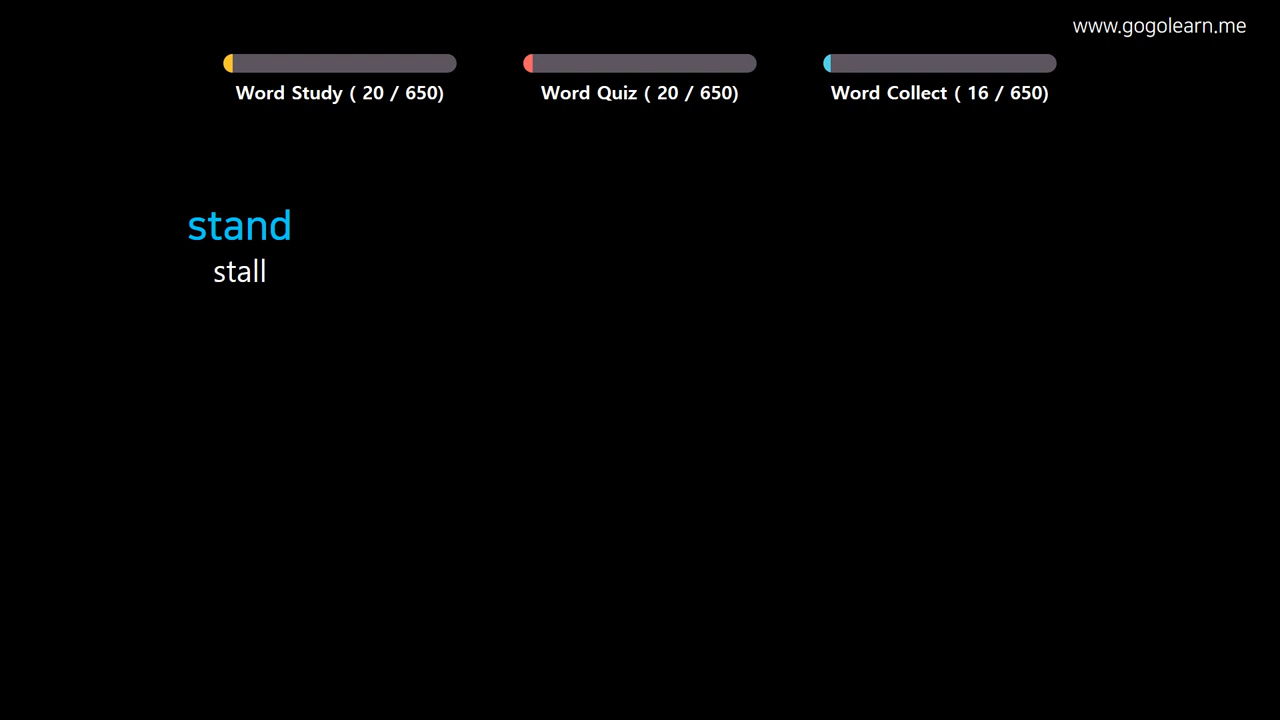 www.gogolearn.me
Word Study ( 20 / 650)
Word Quiz ( 20 / 650)
Word Collect ( 16 / 650)
stand
stall